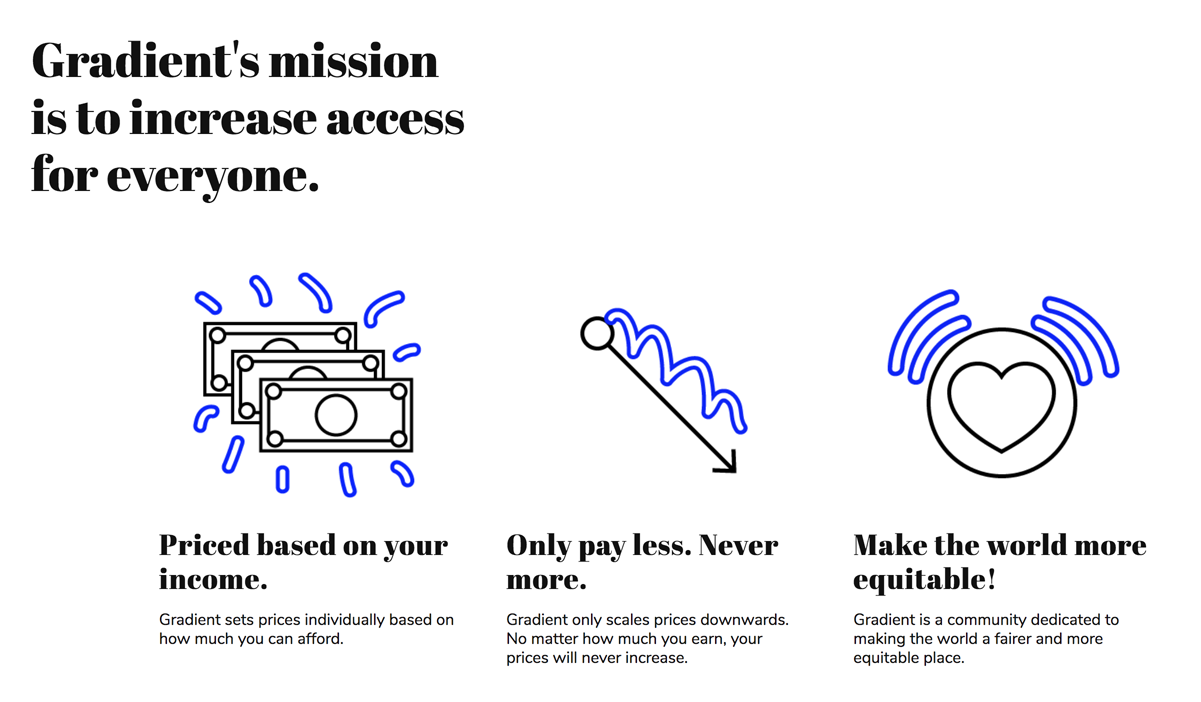 Gradient's mission
is to increase access
for everyone.
Priced based on your
income.
Gradient sets prices individually based on
how much you can afford.
Only pay less. Never
more.
Gradient only scales prices downwards.
No matter how much you earn, your
prices will never increase.
Make the world more
equitable!
Gradient is a community dedicated to
making the world a fairer and more
equitable place.